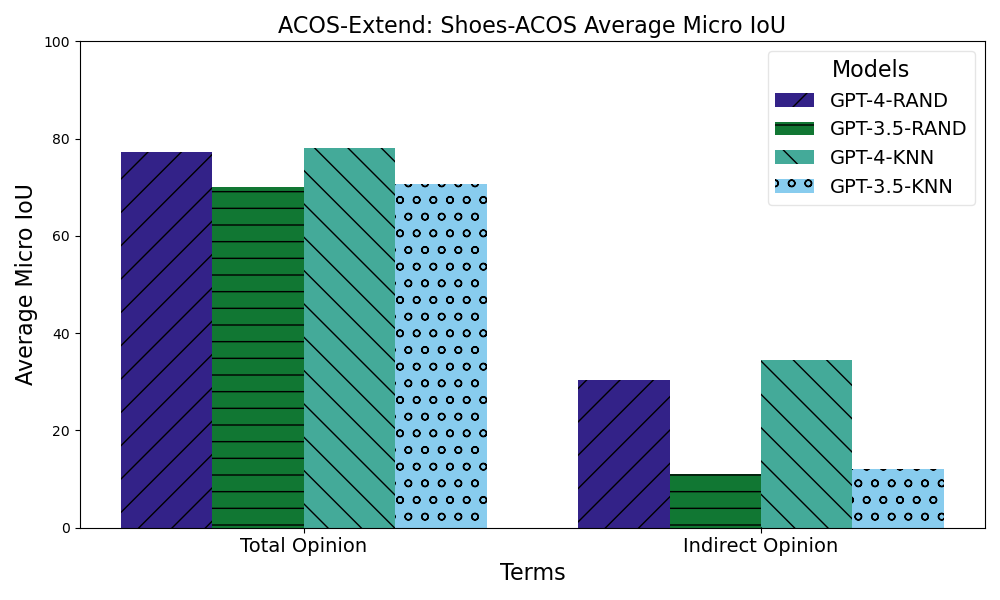 ACOS-Extend: Shoes-ACOS Average Micro IoU
Average Micro IoU
100
80
60
40
20
0
Models
GPT-4-RAND
GPT-3.5-RAND
GPT-4-KNN
GPT-3.5-KNN
Total Opinion
Indirect Opinion
Terms